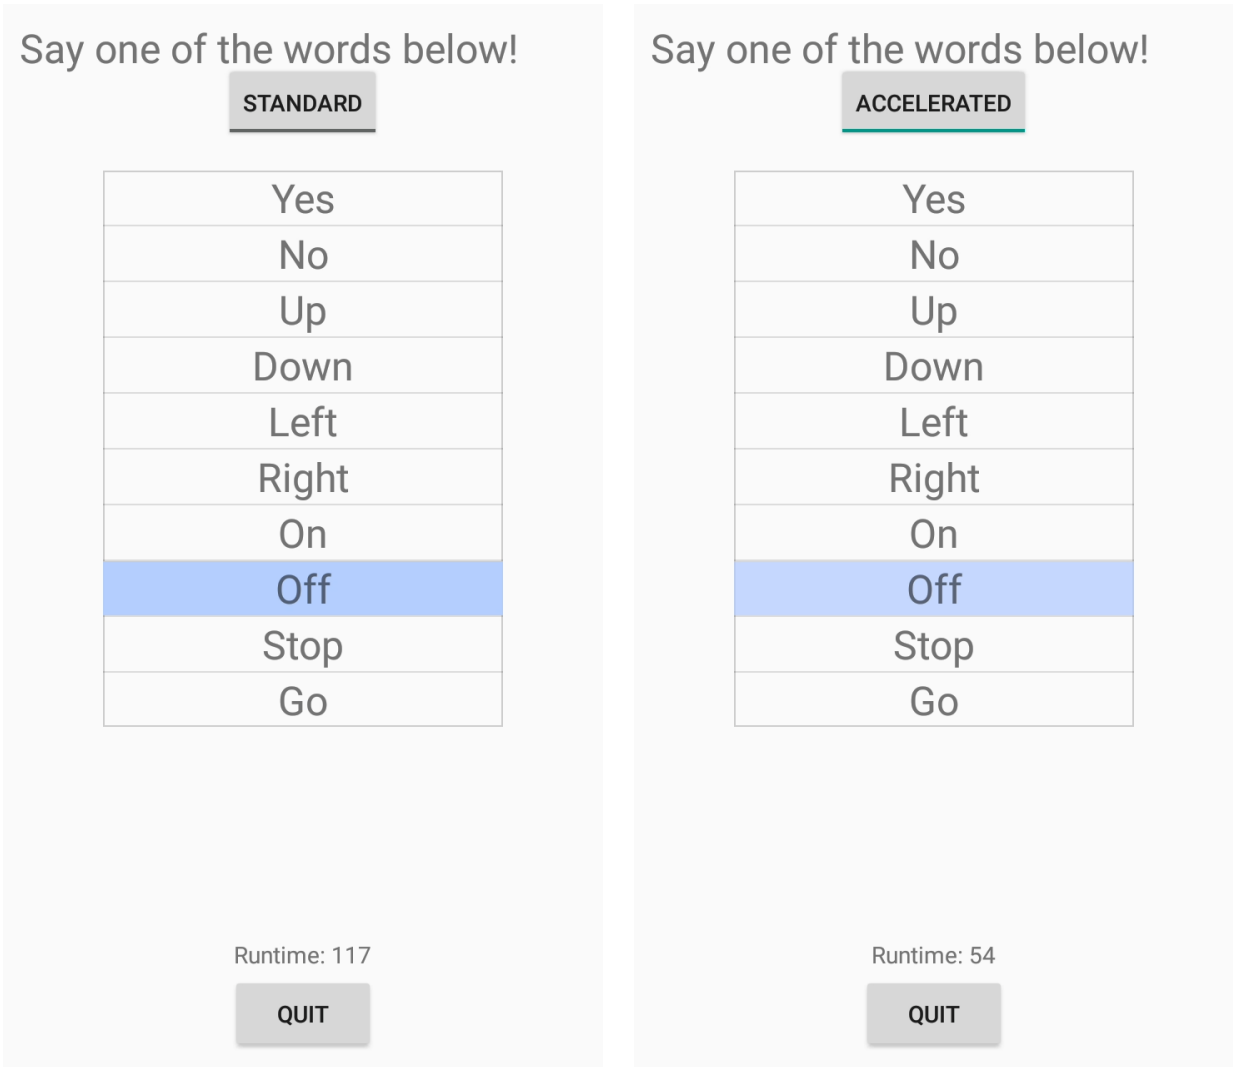 Say one of the words below!
STANDARD
Yes
No
Up
Down
Left
Right
On
Off
Stop
Go
Runtime: 117
QUIT
Say one of the words below!
ACCELERATED
Yes
No
Up
Down
Left
Right
On
Off
Stop
Go
Runtime: 54
QUIT